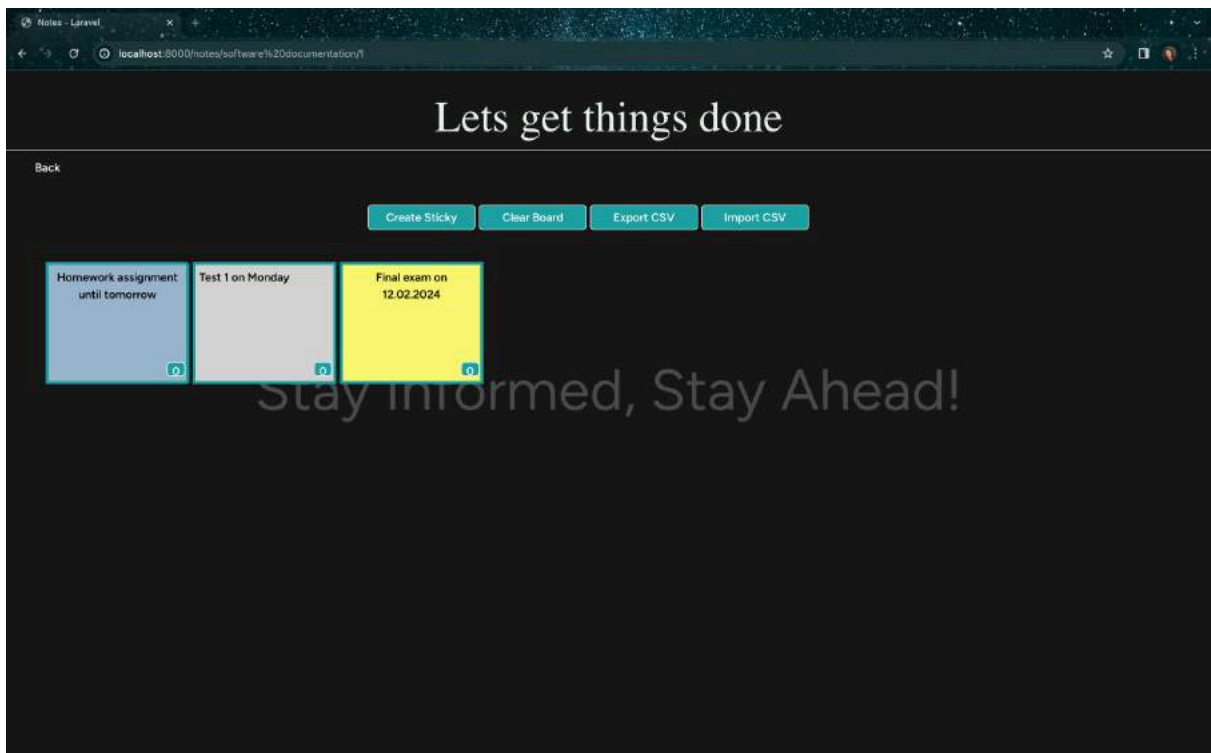 Notes - Laravel
localhost:8000/notes/software%20documentation/1
Lets get things done
Back
Create Sticky
Clear Board
Export CSV
Import CSV
Homework assignment
until tomorrow
0
Test 1 on Monday
0
Final exam on
12.02.2024
0
Stay Informed, Stay Ahead!